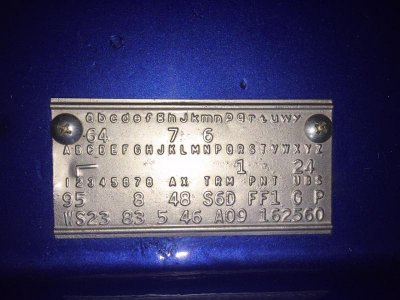 abcdefghjkmnpqrtuwy
64 7 6
ABCDEFGHJKLMNPQRSTVWXYZ
– 1 24
12345678 AX TRM PNT UBS
95 8 48 S6D FF1 6 P
WS23 83 5 46 A09 162560